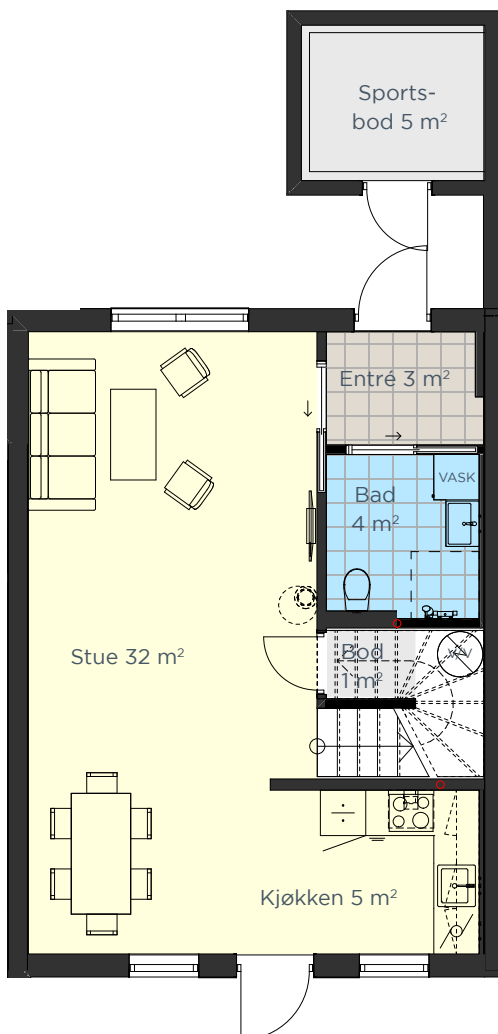 Sports-
bod 5 m²
Entré 3 m²
VASK
Bad
4 m²
Stue 32 m²
Bod
1 m²
Kjøkken 5 m²